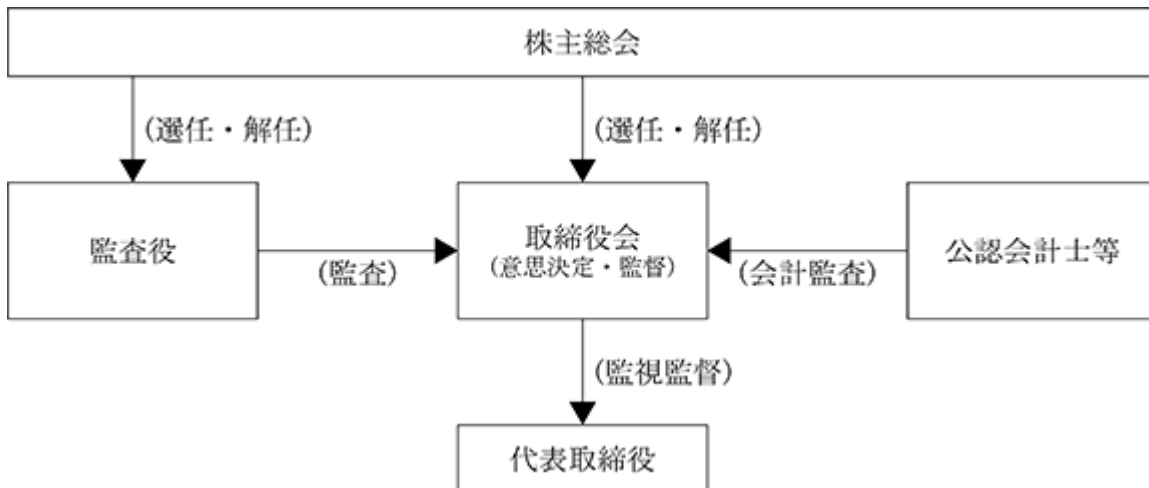 株主総会
(選任・解任)
(選任・解任)
監査役
(監査)
取締役会
(意思決定・監督)
(会計監査)
公認会計士等
(監視監督)
代表取締役